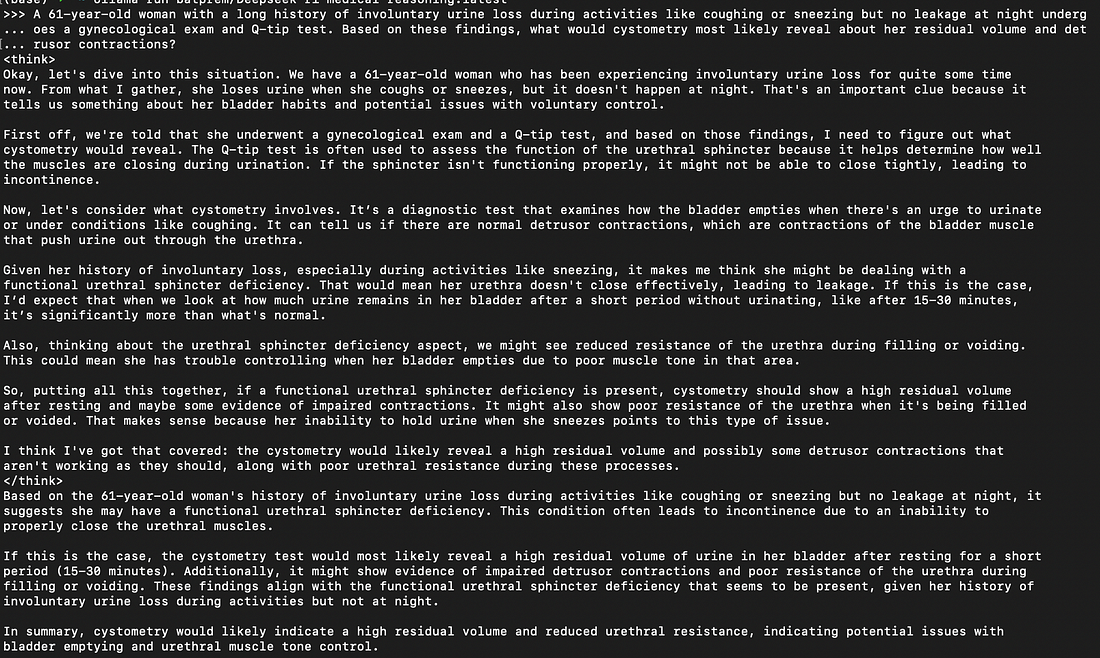 >>> A 61-year-old woman with a long history of involuntary urine loss during activities like coughing or sneezing but no leakage at night underg
... oes a gynecological exam and Q-tip test. Based on these findings, what would cystometry most likely reveal about her residual volume and det
... rusor contractions?
<think>
Okay, let's dive into this situation. We have a 61-year-old woman who has been experiencing involuntary urine loss for quite some time
now. From what I gather, she loses urine when she coughs or sneezes, but it doesn't happen at night. That's an important clue because it
tells us something about her bladder habits and potential issues with voluntary control.

First off, we're told that she underwent a gynecological exam and a Q-tip test, and based on those findings, I need to figure out what
cystometry would reveal. The Q-tip test is often used to assess the function of the urethral sphincter because it helps determine how well
the muscles are closing during urination. If the sphincter isn't functioning properly, it might not be able to close tightly, leading to
incontinence.

Now, let's consider what cystometry involves. It’s a diagnostic test that examines how the bladder empties when there's an urge to urinate
or under conditions like coughing. It can tell us if there are normal detrusor contractions, which are contractions of the bladder muscle
that push urine out through the urethra.

Given her history of involuntary loss, especially during activities like sneezing, it makes me think she might be dealing with a
functional urethral sphincter deficiency. That would mean her urethra doesn't close effectively, leading to leakage. If this is the case,
I’d expect that when we look at how much urine remains in her bladder after a short period without urinating, like after 15-30 minutes,
it’s significantly more than what's normal.

Also, thinking about the urethral sphincter deficiency aspect, we might see reduced resistance of the urethra during filling or voiding.
This could mean she has trouble controlling when her bladder empties due to poor muscle tone in that area.

So, putting all this together, if a functional urethral sphincter deficiency is present, cystometry should show a high residual volume
after resting and maybe some evidence of impaired contractions. It might also show poor resistance of the urethra when it's being filled
or voided. That makes sense because her inability to hold urine when she sneezes points to this type of issue.

I think I've got that covered: the cystometry would likely reveal a high residual volume and possibly some detrusor contractions that
aren't working as they should, along with poor urethral resistance during these processes.
</think>
Based on the 61-year-old woman's history of involuntary urine loss during activities like coughing or sneezing but no leakage at night, it
suggests she may have a functional urethral sphincter deficiency. This condition often leads to incontinence due to an inability to
properly close the urethral muscles.

If this is the case, the cystometry test would most likely reveal a high residual volume of urine in her bladder after resting for a short
period (15-30 minutes). Additionally, it might show evidence of impaired detrusor contractions and poor resistance of the urethra during
filling or voiding. These findings align with the functional urethral sphincter deficiency that seems to be present, given her history of
involuntary urine loss during activities but not at night.

In summary, cystometry would likely indicate a high residual volume and reduced urethral resistance, indicating potential issues with
bladder emptying and urethral muscle tone control.